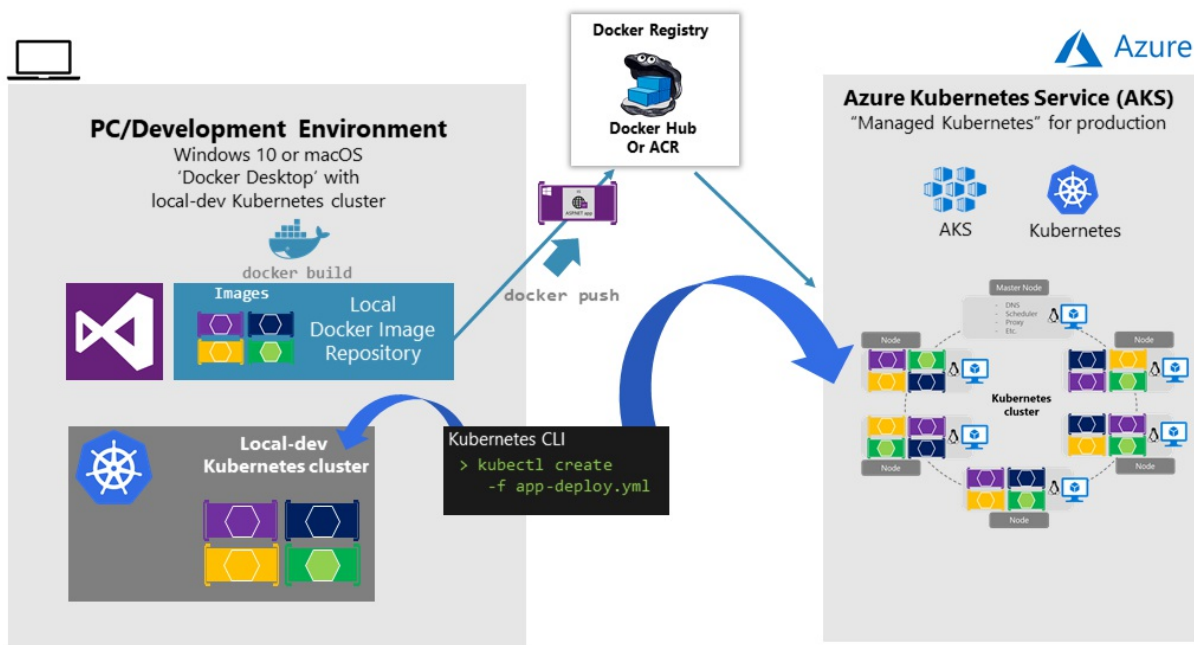 Docker Registry
Docker Hub
Or ACR
Azure
PC/Development Environment
Windows 10 or macOS
'Docker Desktop' with
local-dev Kubernetes cluster
docker build
Images
Local
Docker Image
Repository
ASP.NET app
docker push
Local-dev
Kubernetes cluster
Kubernetes CLI
> kubectl create
-f app-deploy.yml
Azure Kubernetes Service (AKS)
"Managed Kubernetes" for production
AKS
Kubernetes
Master Node
- DNS
- Scheduler
- Proxy
- Etc.
Node
Node
Kubernetes
cluster
Node
Node
Node